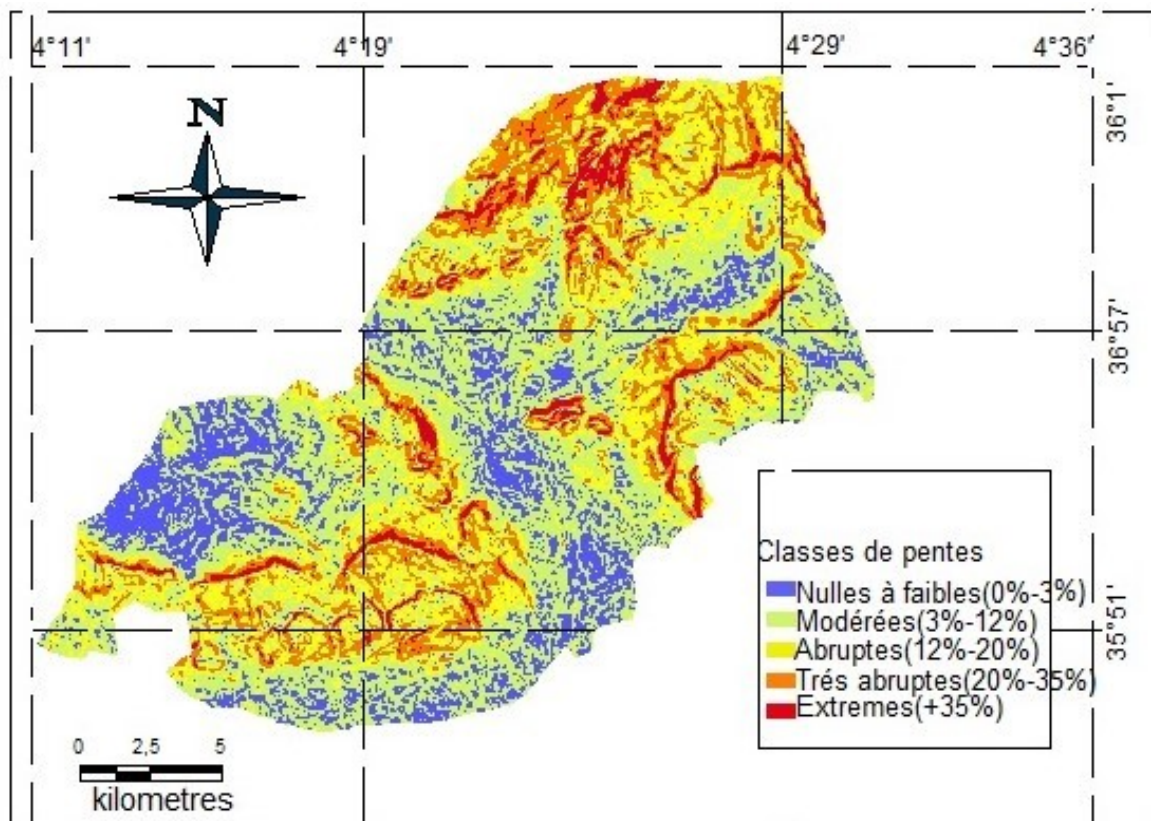 4°11' 4°19' 4°29' 4°36'
N
36°1'
36°57'
Classes de pentes
Nulles à faibles(0%-3%)
Modérées(3%-12%)
Abruptes(12%-20%)
Trés abruptes(20%-35%)
Extremes(+35%)
35°51'
0 2,5 5
kilometres